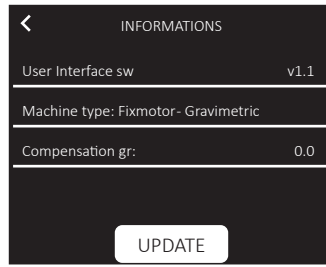 INFORMATIONS
User Interface sw v1.1
Machine type: Fixmotor- Gravimetric
Compensation gr: 0.0
UPDATE